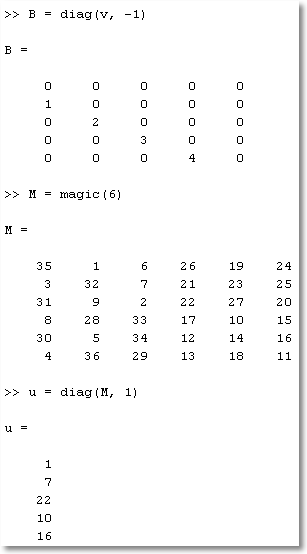 >> B = diag(v, -1)
B =
0 0 0 0 0
1 0 0 0 0
0 2 0 0 0
0 0 3 0 0
0 0 0 4 0
>> M = magic(6)
M =
35 1 6 26 19 24
3 32 7 21 23 25
31 9 2 22 27 20
8 28 33 17 10 15
30 5 34 12 14 16
4 36 29 13 18 11
>> u = diag(M, 1)
u =
1
7
22
10
16